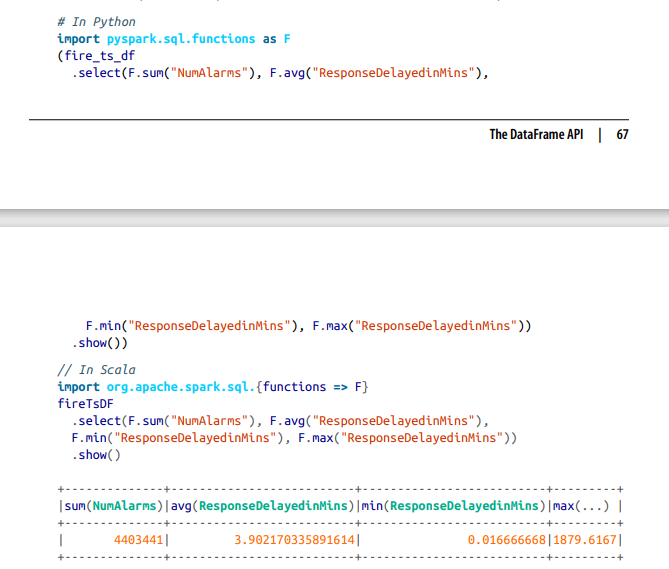 # In Python
import pyspark.sql.functions as F
(fire_ts_df
.select(F.sum("NumAlarms"), F.avg("ResponseDelayedinMins"),
The DataFrame API | 67
F.min("ResponseDelayedinMins"), F.max("ResponseDelayedinMins"))
.show())
// In Scala
import org.apache.spark.sql.{functions => F}
fireTsDF
.select(F.sum("NumAlarms"), F.avg("ResponseDelayedinMins"),
F.min("ResponseDelayedinMins"), F.max("ResponseDelayedinMins"))
.show()
+--------------+--------------------------+--------------------------+---------+
|sum(NumAlarms)|avg(ResponseDelayedinMins)|min(ResponseDelayedinMins)|max(...) |
+--------------+--------------------------+--------------------------+---------+
| 4403441| 3.902170335891614| 0.016666668|1879.6167|
+--------------+--------------------------+--------------------------+---------+